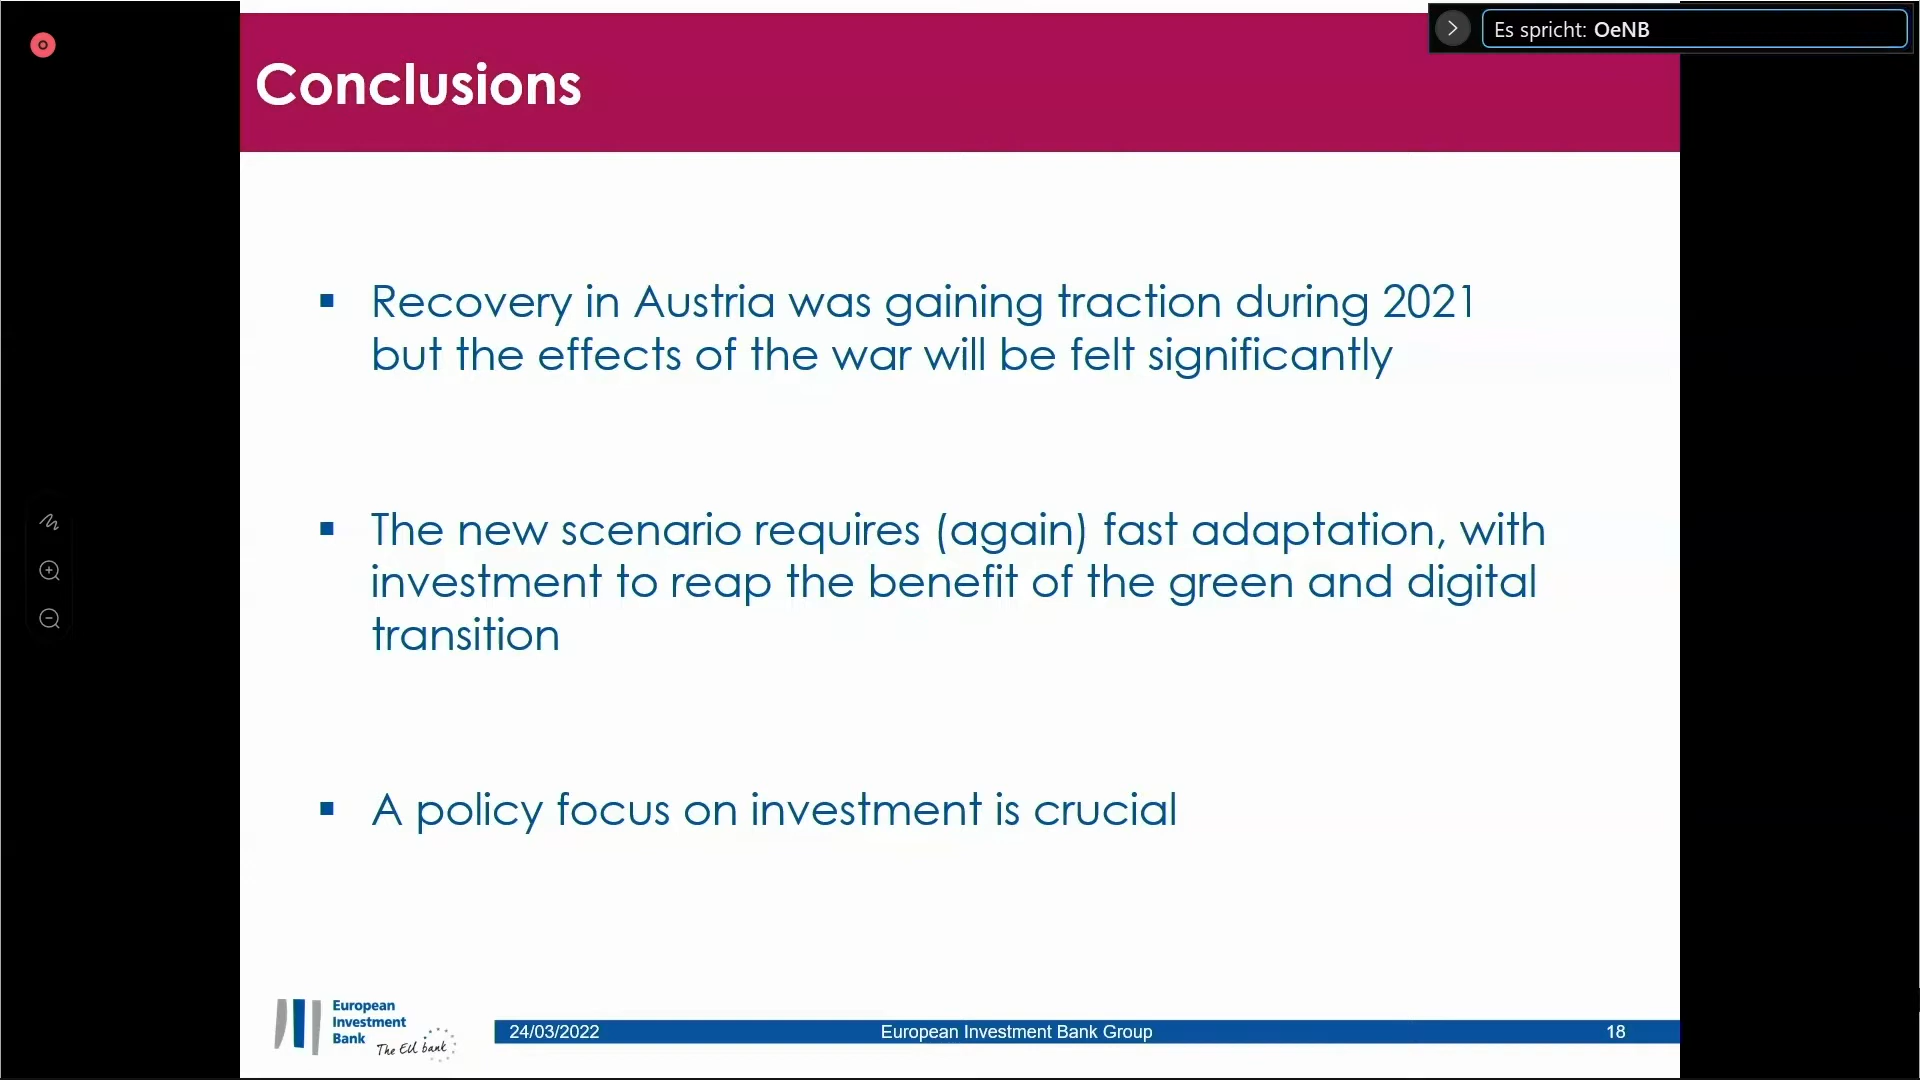 Es spricht: OeNB
Conclusions
Recovery in Austria was gaining traction during 2021
but the effects of the war will be felt significantly
The new scenario requires (again) fast adaptation, with
investment to reap the benefit of the green and digital
transition
A policy focus on investment is crucial
European
Investment
Bank
The EU bank
24/03/2022 European Investment Bank Group 18